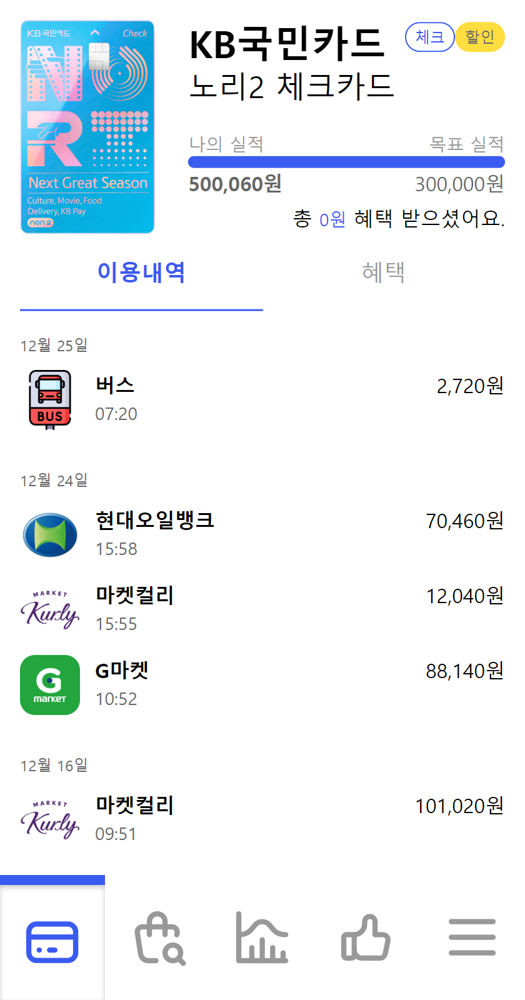 KB국민카드
Check
NO
RI
Next Great Season
Culture, Movie, Food
Delivery, KB Pay
nori 2
KB국민카드
체크
할인
노리2 체크카드
나의 실적
목표 실적
500,060원
300,000원
총 0원 혜택 받으셨어요.
이용내역
혜택
12월 25일
BUS
버스
2,720원
07:20
12월 24일
현대오일뱅크
70,460원
15:58
MARKET
Kurly
마켓컬리
12,040원
15:55
G
market
G마켓
88,140원
10:52
12월 16일
MARKET
Kurly
마켓컬리
101,020원
09:51